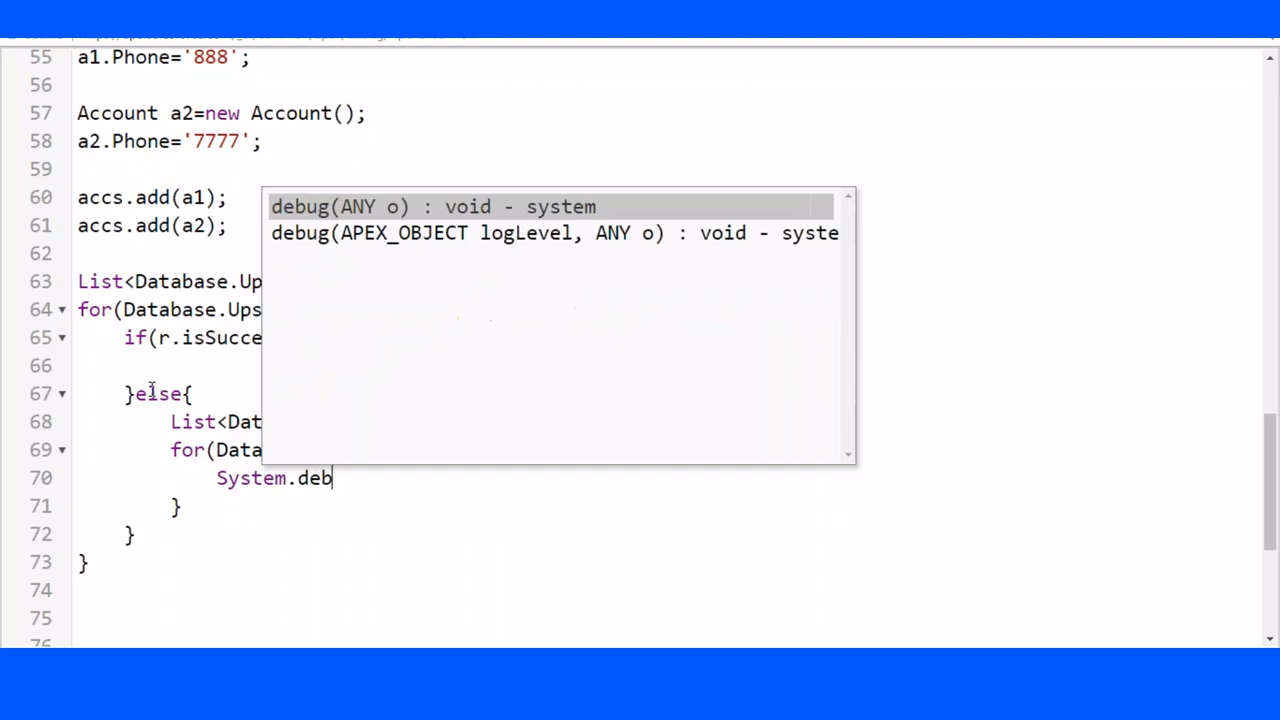 55 a1.Phone='888';
56
57 Account a2=new Account();
58 a2.Phone='7777';
59
60 accs.add(a1);
61 accs.add(a2);
62
63 List<Database.Up
64 for(Database.Ups
65 if(r.isSucce
66
67 }else{
68 List<Dat
69 for(Data
70 System.deb
71 }
72 }
73 }
74
75
debug(ANY o) : void - system
debug(APEX_OBJECT logLevel, ANY o) : void - syste